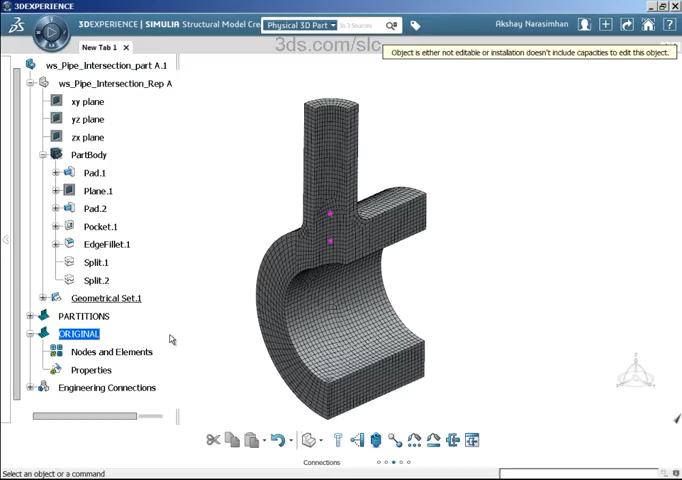 3DEXPERIENCE
3DEXPERIENCE | SIMULIA Structural Model Cre
Physical 3D Part
In 3 Sources
Akshay Narasimhan
New Tab 1
3ds.com/slc
Object is either not editable or installation doesn't include capacities to edit this object.
ws_Pipe_Intersection_part A.1
ws_Pipe_Intersection_Rep A
xy plane
yz plane
zx plane
PartBody
Pad.1
Plane.1
Pad.2
Pocket.1
EdgeFillet.1
Split.1
Split.2
Geometrical Set.1
PARTITIONS
ORIGINAL
Nodes and Elements
Properties
Engineering Connections
Connections
Select an object or a command